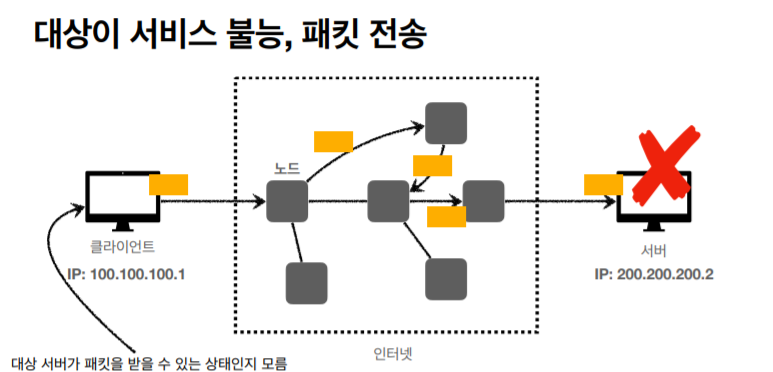 대상이 서비스 불능, 패킷 전송
노드
클라이언트
IP: 100.100.100.1
서버
IP: 200.200.200.2
인터넷
대상 서버가 패킷을 받을 수 있는 상태인지 모름